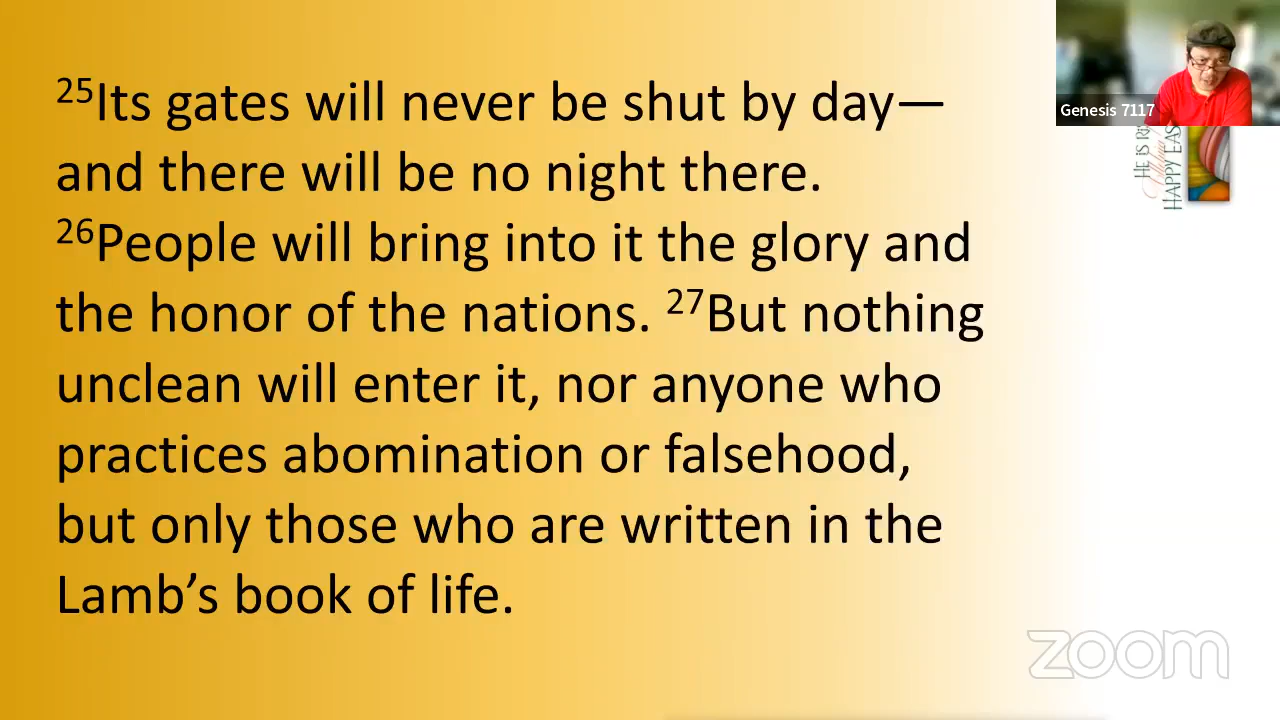 25Its gates will never be shut by day—
and there will be no night there.
26People will bring into it the glory and
the honor of the nations. 27But nothing
unclean will enter it, nor anyone who
practices abomination or falsehood,
but only those who are written in the
Lamb’s book of life.
Genesis 7117
HE IS
HAPPY
zoom